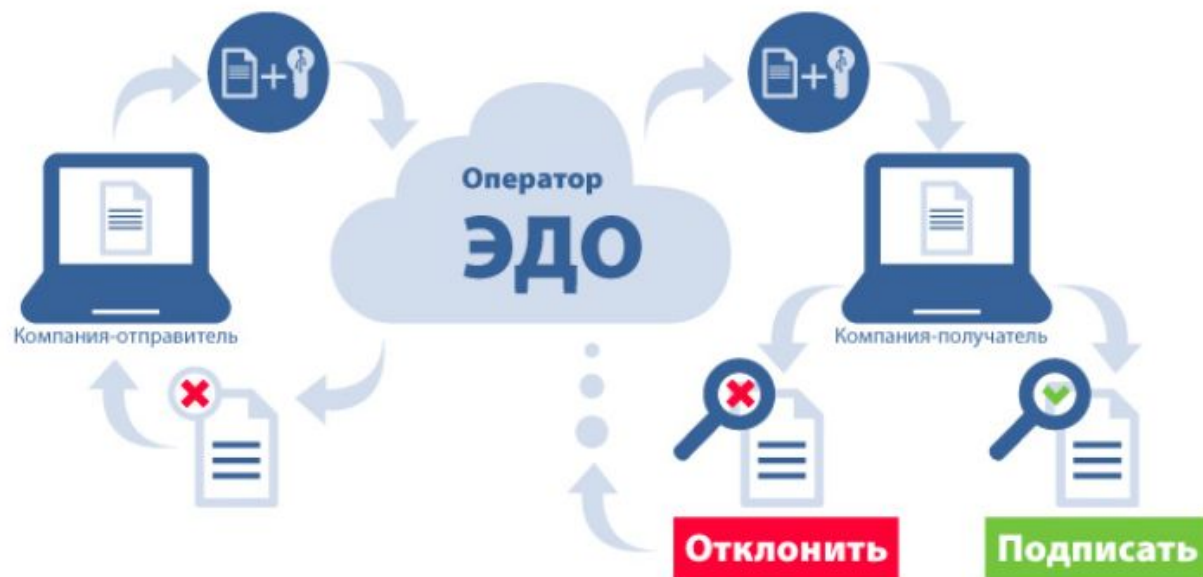 Оператор
ЭДО
Компания-отправитель
Компания-получатель
Отклонить
Подписать